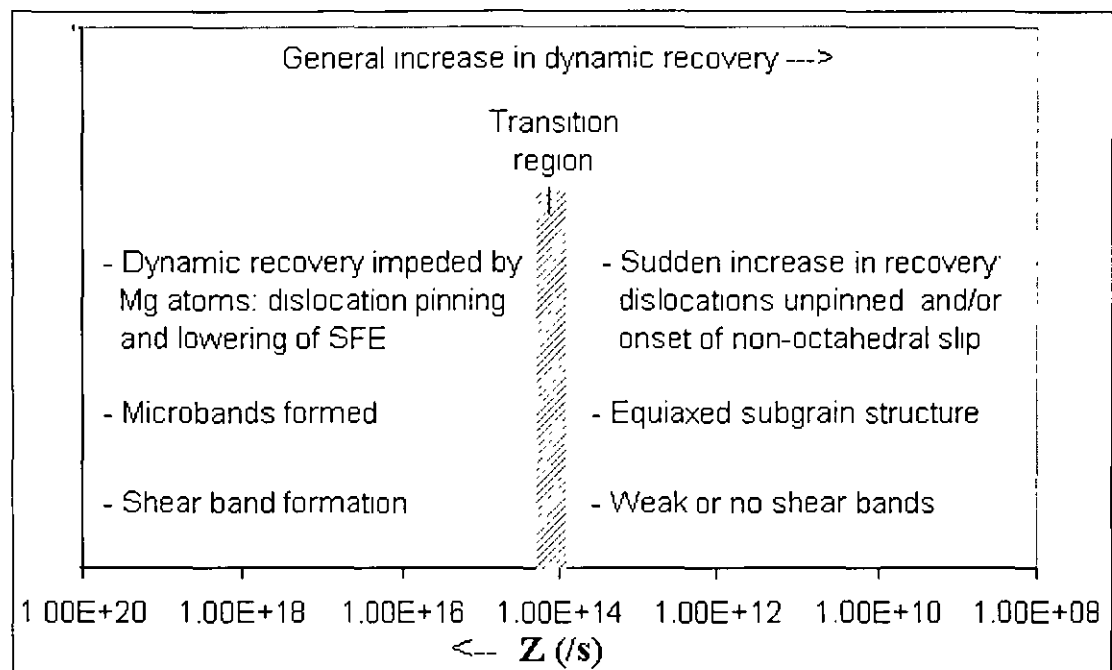 General increase in dynamic recovery --->
Transition
region
- Dynamic recovery impeded by
Mg atoms: dislocation pinning
and lowering of SFE
- Microbands formed
- Shear band formation
- Sudden increase in recovery:
dislocations unpinned and/or
onset of non-octahedral slip
- Equiaxed subgrain structure
- Weak or no shear bands
1.00E+20 1.00E+18 1.00E+16 1.00E+14 1.00E+12 1.00E+10 1.00E+08
<-- Z (/s)